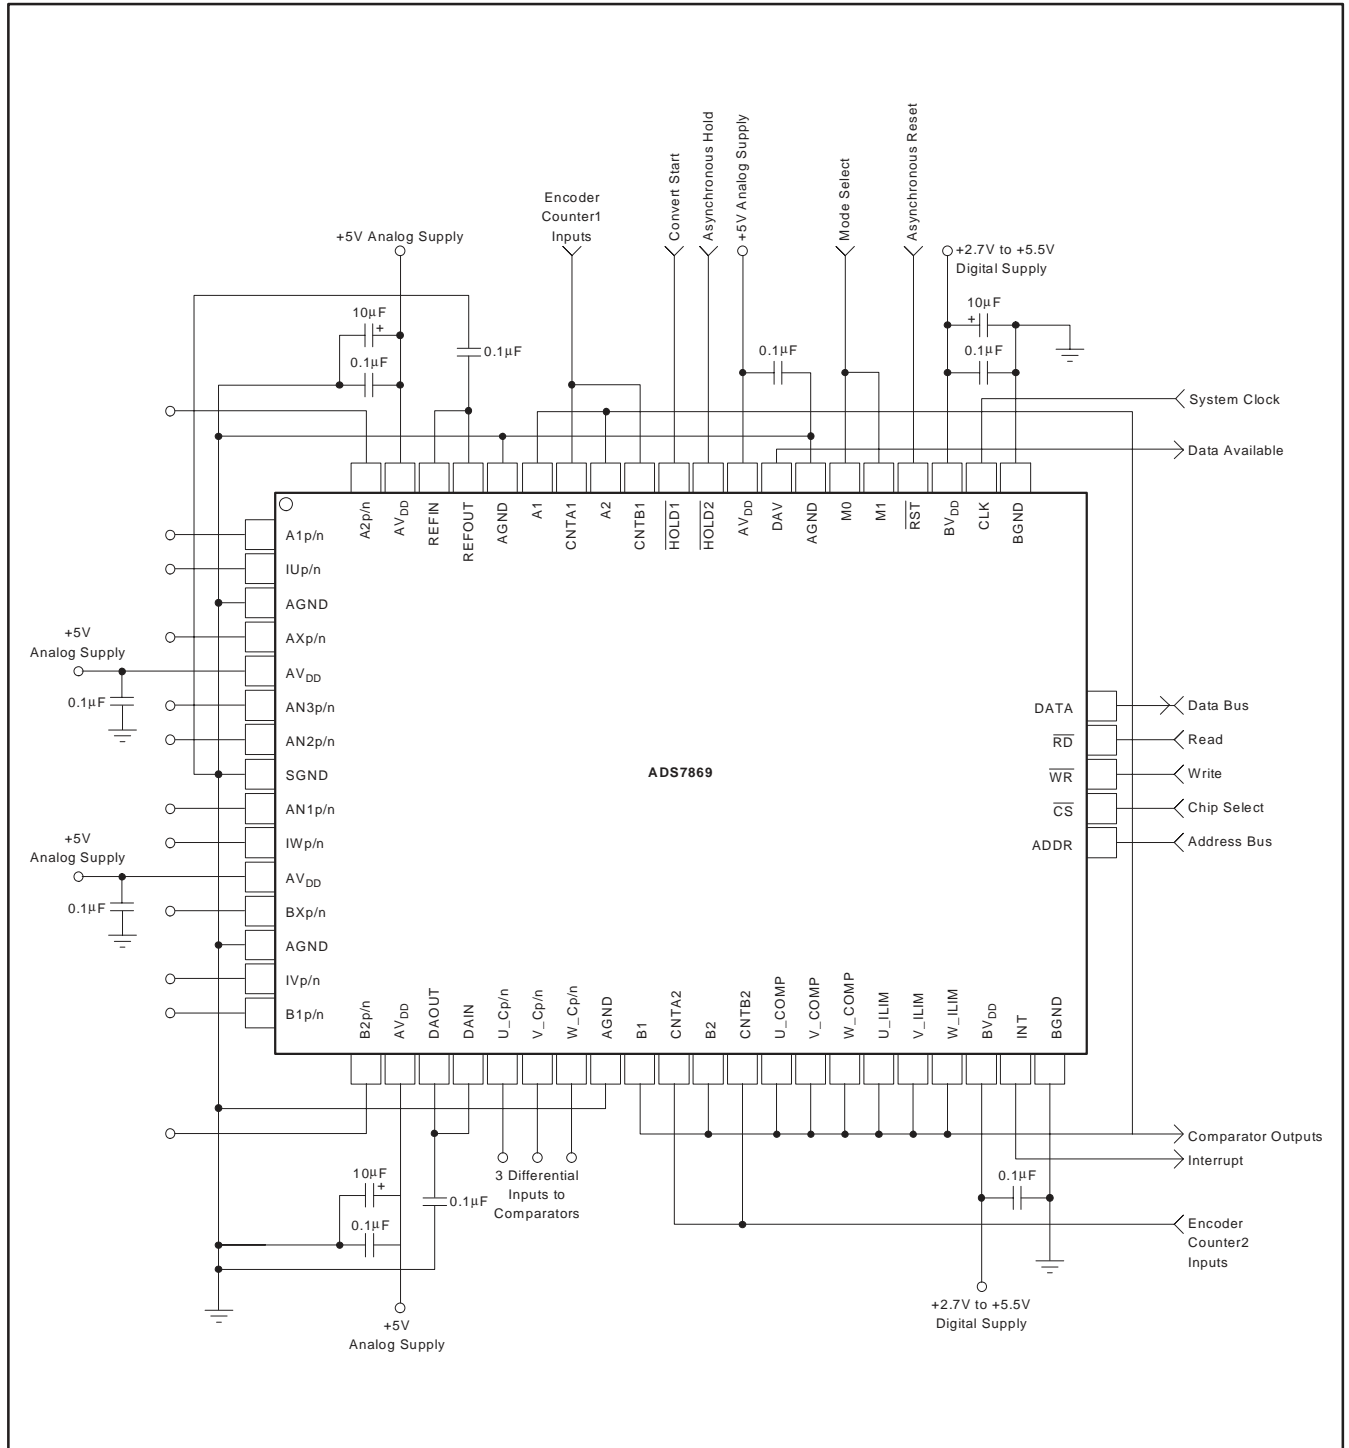 Convert Start
Asynchronous Hold
+5V Analog Supply
Mode Select
Asynchronous Reset
Encoder
Counter1
Inputs
+5V Analog Supply
+2.7V to +5.5V
Digital Supply
10μF
+
0.1μF
0.1μF
0.1μF
10μF
+
0.1μF
System Clock
Data Available
A2p/n
AVDD
REFIN
REFOUT
AGND
A1
CNTA1
A2
CNTB1
HOLD1
HOLD2
AVDD
DAV
AGND
M0
M1
RST
BVDD
CLK
BGND
A1p/n
IUp/n
AGND
AXp/n
+5V
Analog Supply
AVDD
0.1μF
AN3p/n
AN2p/n
SGND
AN1p/n
IWp/n
+5V
Analog Supply
AVDD
0.1μF
BXp/n
AGND
IVp/n
B1p/n
ADS7869
DATA
RD
WR
CS
ADDR
Data Bus
Read
Write
Chip Select
Address Bus
B2p/n
AVDD
DAOUT
DAIN
U_Cp/n
V_Cp/n
W_Cp/n
AGND
B1
CNTA2
B2
CNTB2
U_COMP
V_COMP
W_COMP
U_ILIM
V_ILIM
W_ILIM
BVDD
INT
BGND
Comparator Outputs
Interrupt
10μF
+
0.1μF
0.1μF
3 Differential
Inputs to
Comparators
0.1μF
Encoder
Counter2
Inputs
+2.7V to +5.5V
Digital Supply
+5V
Analog Supply